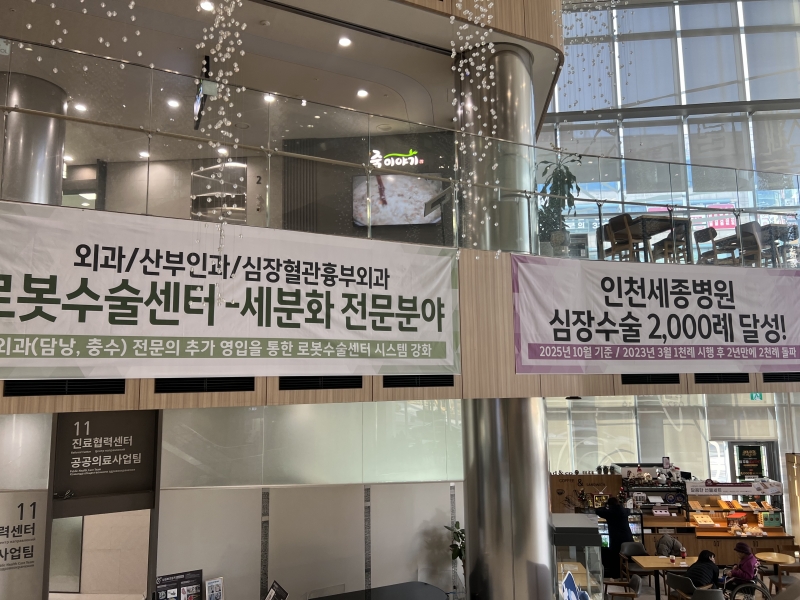 죽이야기
2
외과/산부인과/심장혈관흉부외과
로봇수술센터 -세분화 전문분야
외과(담낭, 충수) 전문의 추가 영입을 통한 로봇수술센터 시스템 강화
인천세종병원
심장수술 2,000례 달성!
2025년 10월 기준 / 2023년 3월 1천례 시행 후 2년만에 2천례 돌파
11
진료협력센터
공공의료사업팀
11
협력센터
의료사업팀